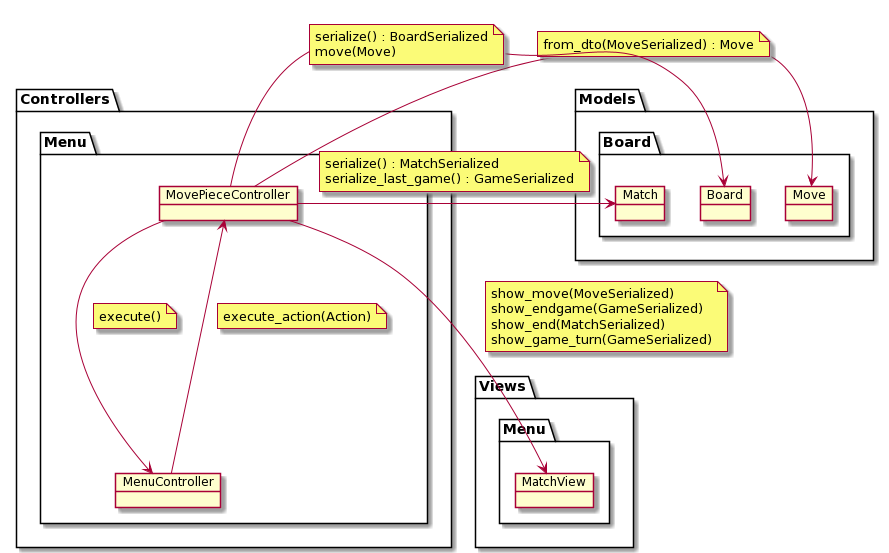 serialize() : BoardSerialized
move(Move)
from_dto(MoveSerialized) : Move
Controllers
Models
Menu
Board
serialize() : MatchSerialized
serialize_last_game() : GameSerialized
MovePieceController
Match
Board
Move
show_move(MoveSerialized)
show_endgame(GameSerialized)
show_end(MatchSerialized)
show_game_turn(GameSerialized)
execute()
execute_action(Action)
Views
Menu
MenuController
MatchView